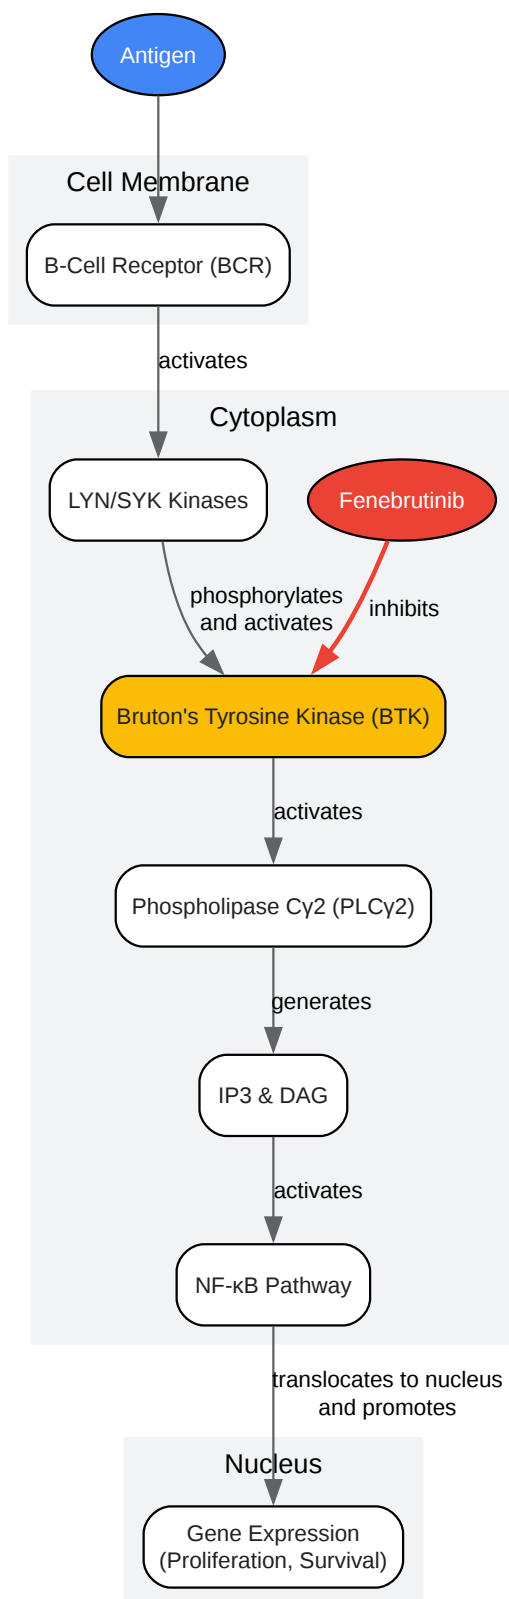 Antigen
Cell Membrane
B-Cell Receptor (BCR)
activates
Cytoplasm
LYN/SYK Kinases
Fenebrutinib
phosphorylates
and activates
inhibits
Bruton's Tyrosine Kinase (BTK)
activates
Phospholipase Cγ2 (PLCγ2)
generates
IP3 & DAG
activates
NF-κB Pathway
translocates to nucleus
and promotes
Nucleus
Gene Expression
(Proliferation, Survival)